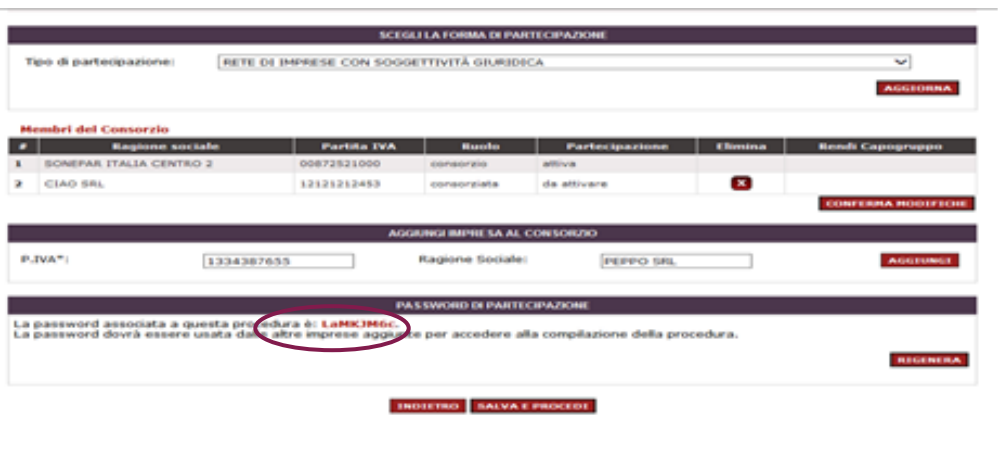 SCEGLI LA FORMA DI PARTECIPAZIONE
Tipo di partecipazione: RETE DI IMPRESE CON SOGGETTIVITÀ GIURIDICA
AGGIORNA
Membri del Consorzio
# Ragione sociale Partita IVA Ruolo Partecipazione Elimina Rendi Capogruppo
1 SONEPAR ITALIA CENTRO 2 00872521000 consorzio attiva
2 CIAO SRL 12121212453 consorziata da attivare X
CONFERMA MODIFICHE
AGGIUNGI IMPRESA AL CONSORZIO
P.IVA*: 1334387655 Ragione Sociale: PEPPO SRL AGGIUNGI
PASSWORD DI PARTECIPAZIONE
La password associata a questa procedura è: LaMKJM6c.
La password dovrà essere usata dalle altre imprese aggiunte per accedere alla compilazione della procedura.
RIGENERA
INDIETRO SALVA E PROCEDI